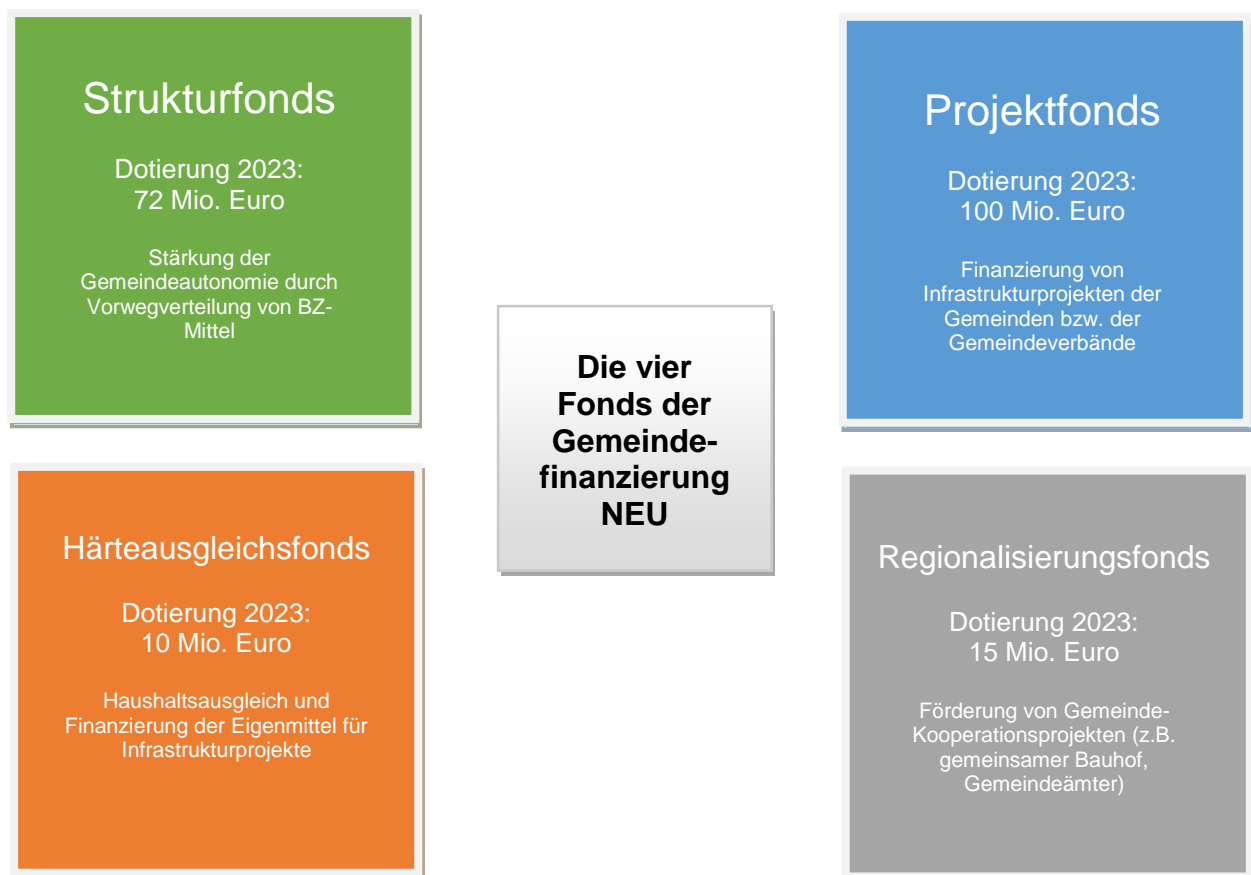 Strukturfonds
Dotierung 2023:
72 Mio. Euro
Stärkung der
Gemeindeautonomie durch
Vorwegverteilung von BZ-
Mittel
Projektfonds
Dotierung 2023:
100 Mio. Euro
Finanzierung von
Infrastrukturprojekten der
Gemeinden bzw. der
Gemeindeverbände
Die vier
Fonds der
Gemeinde-
finanzierung
NEU
Härteausgleichsfonds
Dotierung 2023:
10 Mio. Euro
Haushaltsausgleich und
Finanzierung der Eigenmittel für
Infrastrukturprojekte
Regionalisierungsfonds
Dotierung 2023:
15 Mio. Euro
Förderung von Gemeinde-
Kooperationsprojekten (z.B.
gemeinsamer Bauhof,
Gemeindeämter)